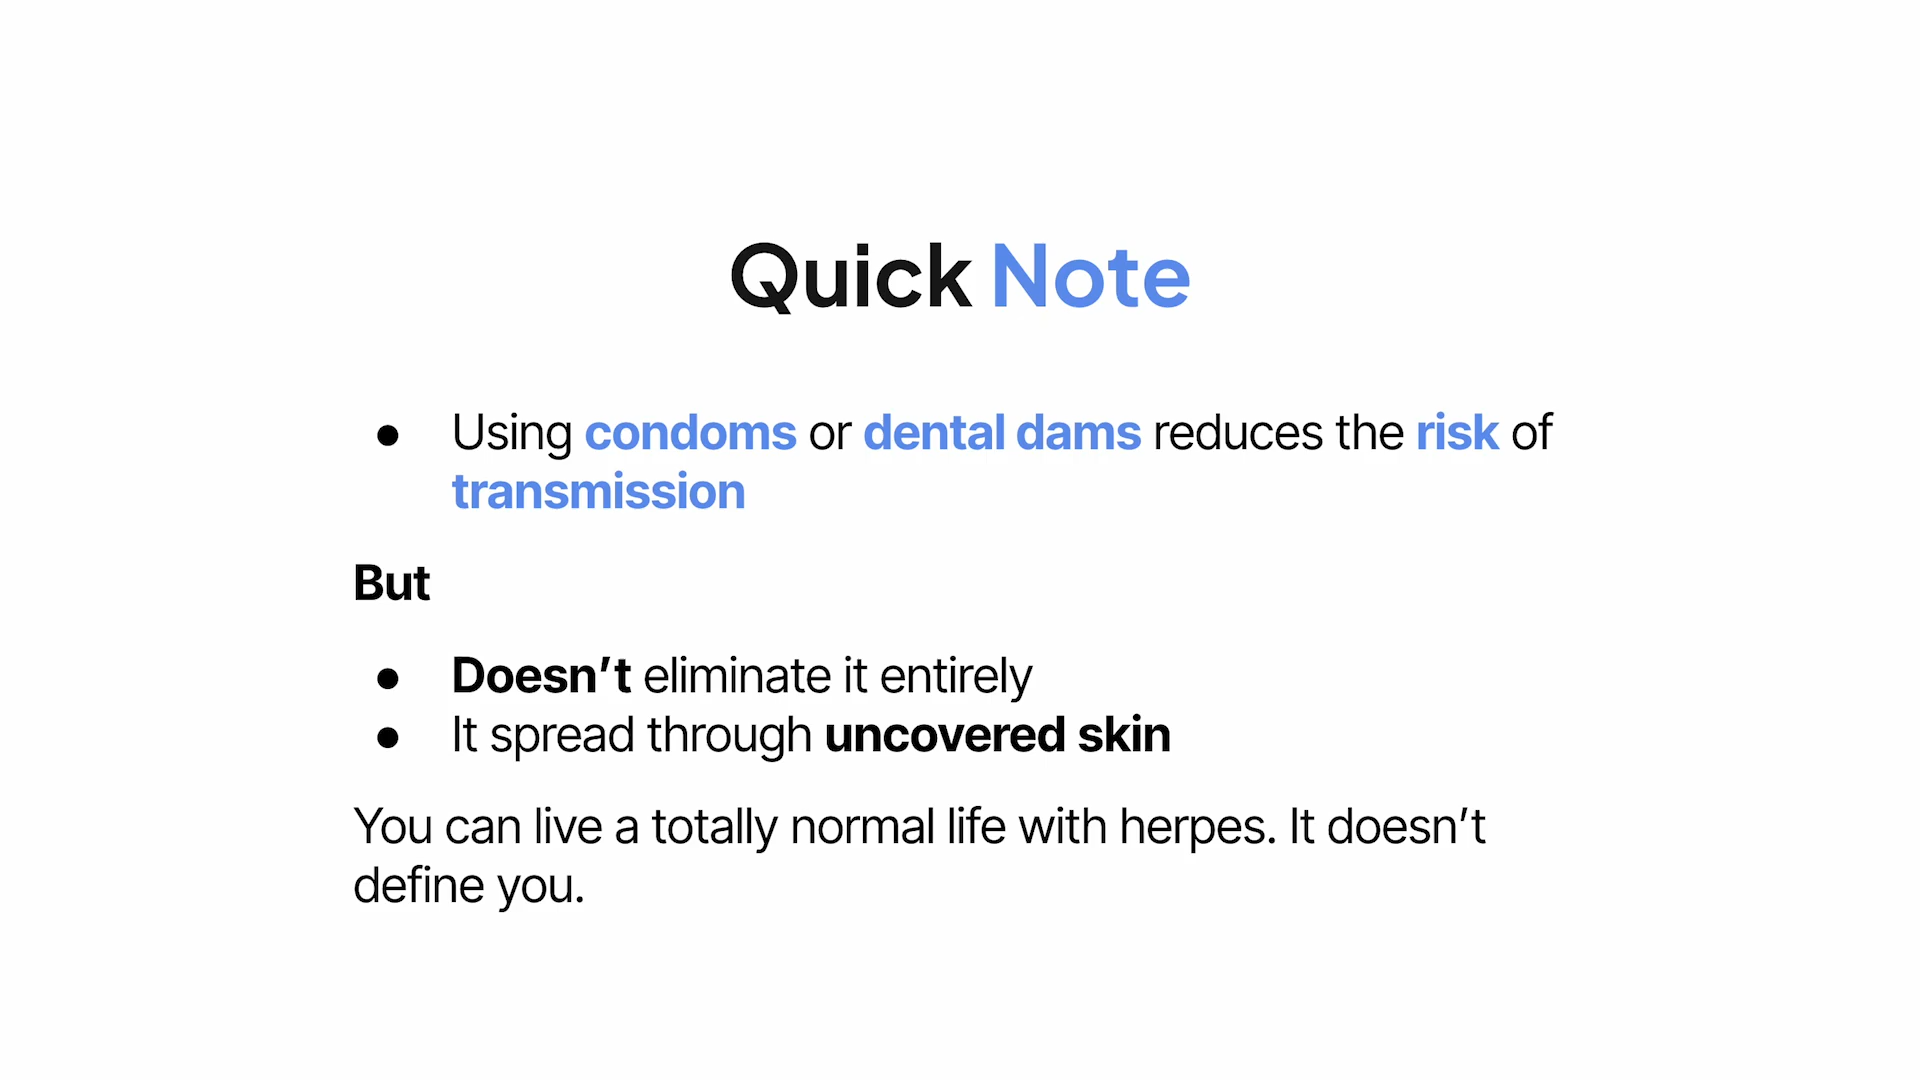 Quick Note
● Using condoms or dental dams reduces the risk of
transmission
But
● Doesn’t eliminate it entirely
● It spread through uncovered skin
You can live a totally normal life with herpes. It doesn’t
define you.